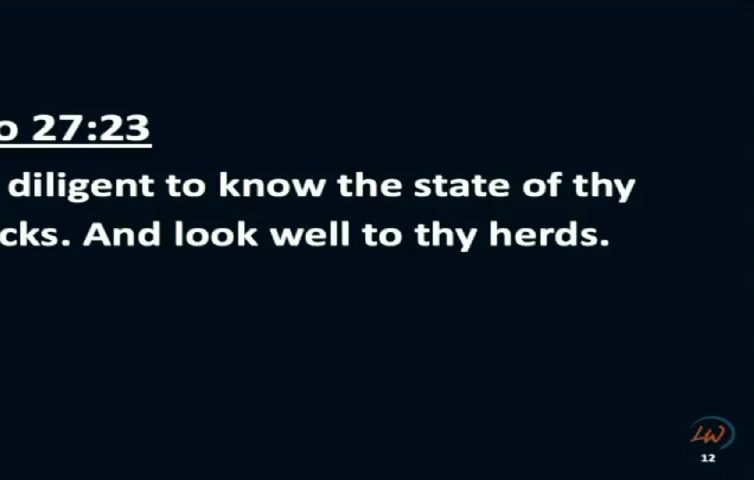 o 27:23
diligent to know the state of thy
cks. And look well to thy herds.
LW
12